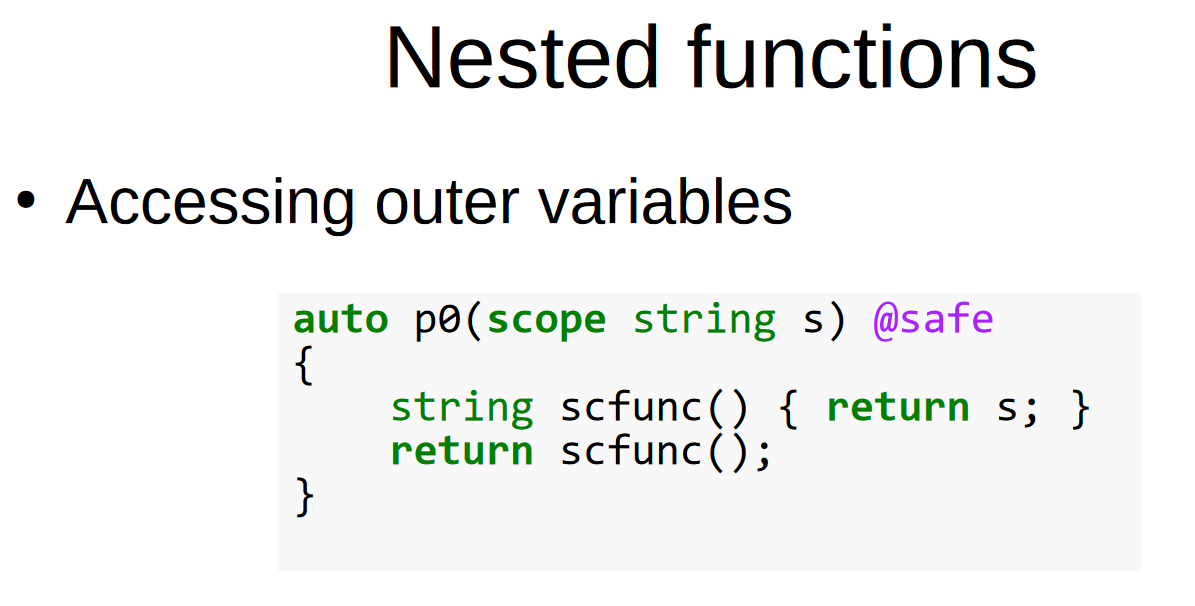 Nested functions
• Accessing outer variables
auto p0(scope string s) @safe
{
    string scfunc() { return s; }
    return scfunc();
}